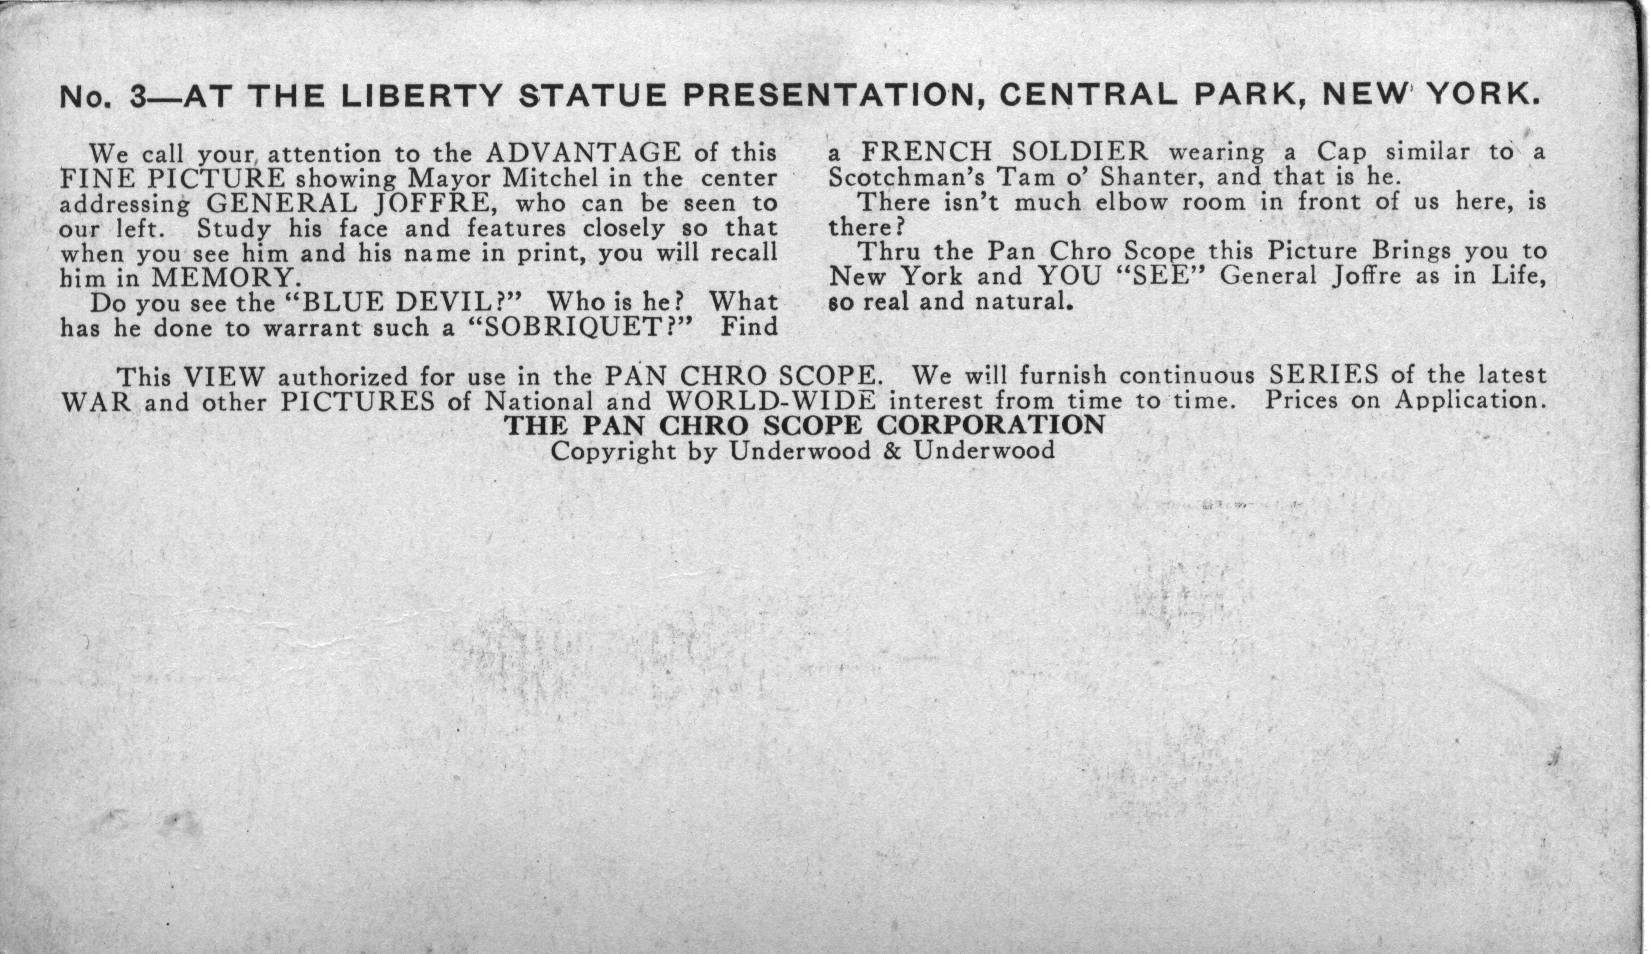 No. 3—AT THE LIBERTY STATUE PRESENTATION, CENTRAL PARK, NEW YORK.
We call your attention to the ADVANTAGE of this
FINE PICTURE showing Mayor Mitchel in the center
addressing GENERAL JOFFRE, who can be seen to
our left. Study his face and features closely so that
when you see him and his name in print, you will recall
him in MEMORY.
Do you see the “BLUE DEVIL?” Who is he? What
has he done to warrant such a “SOBRIQUET?” Find
a FRENCH SOLDIER wearing a Cap similar to a
Scotchman’s Tam o’ Shanter, and that is he.
There isn’t much elbow room in front of us here, is
there?
Thru the Pan Chro Scope this Picture Brings you to
New York and YOU “SEE” General Joffre as in Life,
so real and natural.
This VIEW authorized for use in the PAN CHRO SCOPE. We will furnish continuous SERIES of the latest
WAR and other PICTURES of National and WORLD-WIDE interest from time to time. Prices on Application.
THE PAN CHRO SCOPE CORPORATION
Copyright by Underwood & Underwood